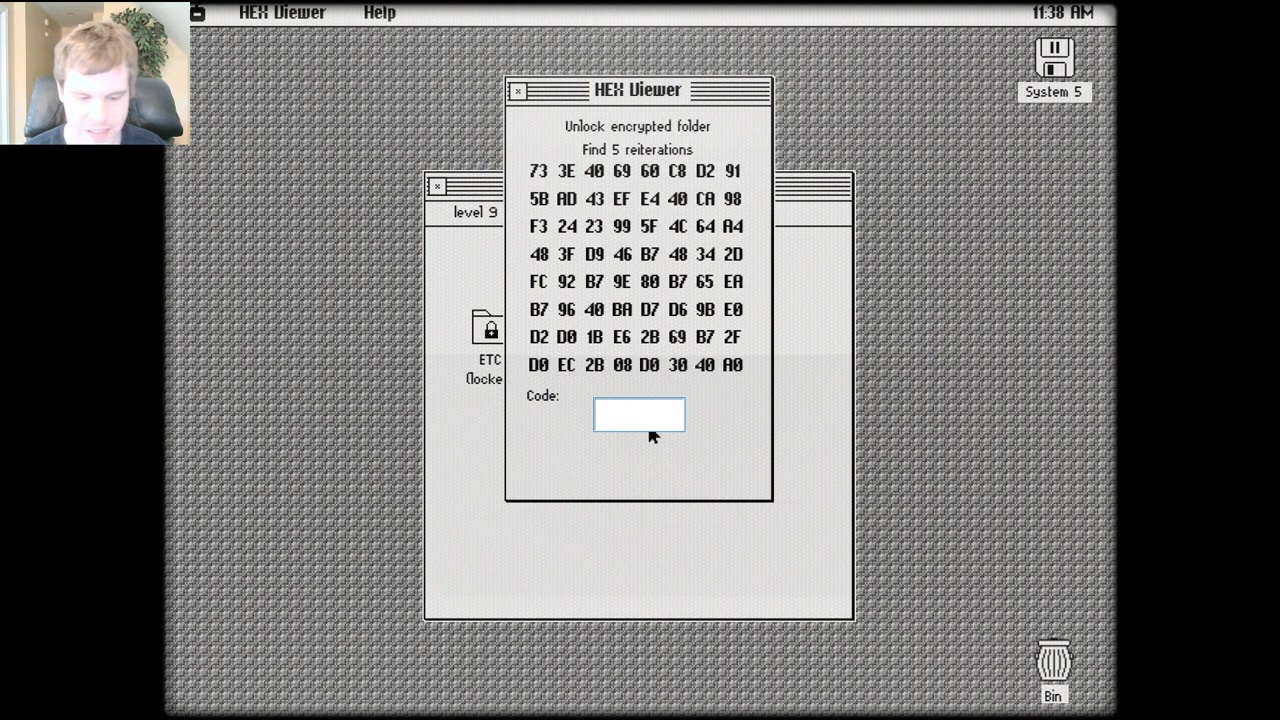 HEX Viewer Help 11:38 AM
System 5
HEX Viewer
Unlock encrypted folder
Find 5 reiterations
73 3E 40 69 60 C8 D2 91
5B AD 43 EF E4 40 CA 98
F3 24 23 99 5F 4C 64 A4
48 3F D9 46 B7 48 34 2D
FC 92 B7 9E 80 B7 65 EA
B7 96 40 BA D7 D6 9B E0
D2 D0 1B E6 2B 69 B7 2F
D0 EC 2B 08 D0 30 40 A0
Code:
level 9
ETC
(locke
Bin